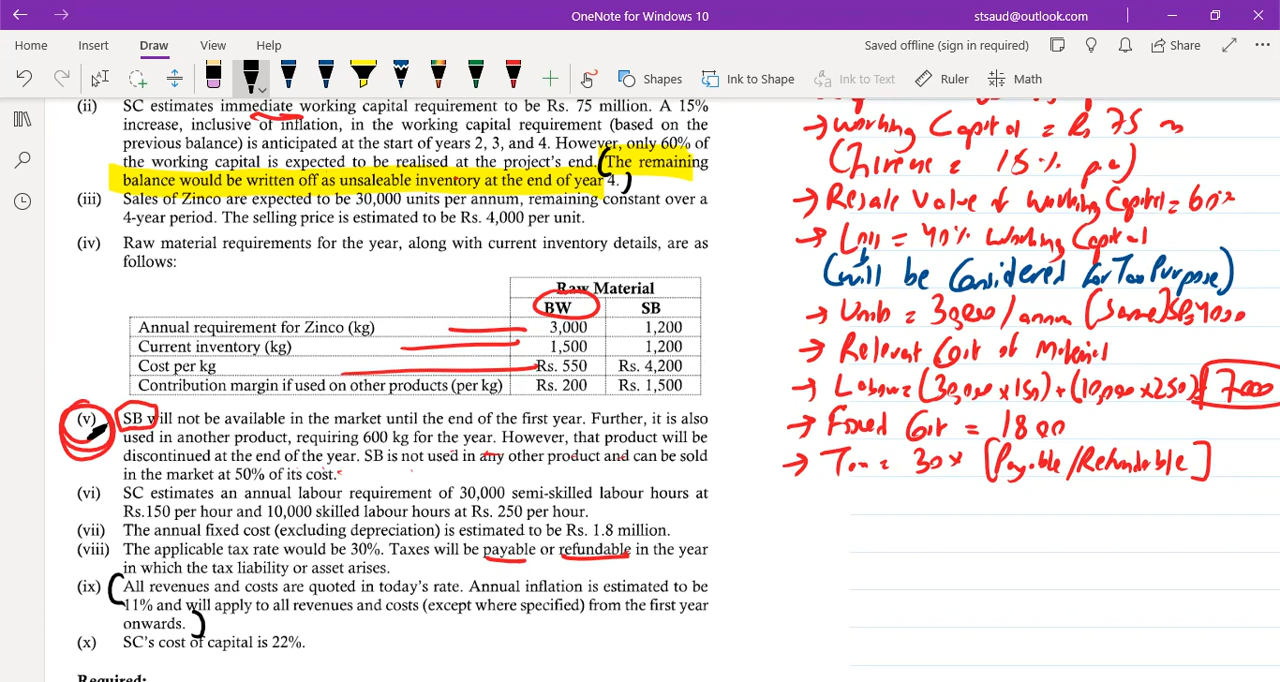 OneNote for Windows 10
stsaud@outlook.com
Home Insert Draw View Help
Saved offline (sign in required)
Share
Shapes
Ink to Shape
Ink to Text
Ruler
Math
(ii) SC estimates immediate working capital requirement to be Rs. 75 million. A 15%
increase, inclusive of inflation, in the working capital requirement (based on the
previous balance) is anticipated at the start of years 2, 3, and 4. However, only 60% of
the working capital is expected to be realised at the project's end. The remaining
balance would be written off as unsaleable inventory at the end of year 4.
(iii) Sales of Zinco are expected to be 30,000 units per annum, remaining constant over a
4-year period. The selling price is estimated to be Rs. 4,000 per unit.
(iv) Raw material requirements for the year, along with current inventory details, are as
follows:
Raw Material
BW SB
Annual requirement for Zinco (kg) 3,000 1,200
Current inventory (kg) 1,500 1,200
Cost per kg Rs. 550 Rs. 4,200
Contribution margin if used on other products (per kg) Rs. 200 Rs. 1,500
(v) SB will not be available in the market until the end of the first year. Further, it is also
used in another product, requiring 600 kg for the year. However, that product will be
discontinued at the end of the year. SB is not used in any other product and can be sold
in the market at 50% of its cost.
(vi) SC estimates an annual labour requirement of 30,000 semi-skilled labour hours at
Rs.150 per hour and 10,000 skilled labour hours at Rs. 250 per hour.
(vii) The annual fixed cost (excluding depreciation) is estimated to be Rs. 1.8 million.
(viii) The applicable tax rate would be 30%. Taxes will be payable or refundable in the year
in which the tax liability or asset arises.
(ix) All revenues and costs are quoted in today's rate. Annual inflation is estimated to be
11% and will apply to all revenues and costs (except where specified) from the first year
onwards.
(x) SC's cost of capital is 22%.
Required:
→ Working Capital = Rs 75 m
= 15% p.a)
→ Resale Value of Working Capital = 60%
→ Loss = 40% Working Capital
(will be Considered for Tax Purpose)
→ Units = 30,000/annum (Same)
→ Relevant Cost of Material
→ Labour = (30,000 x 150) + (10,000 x 250) = 7000
→ Fixed Cost = 1800
→ Tax = 30% [Payable/Refundable]